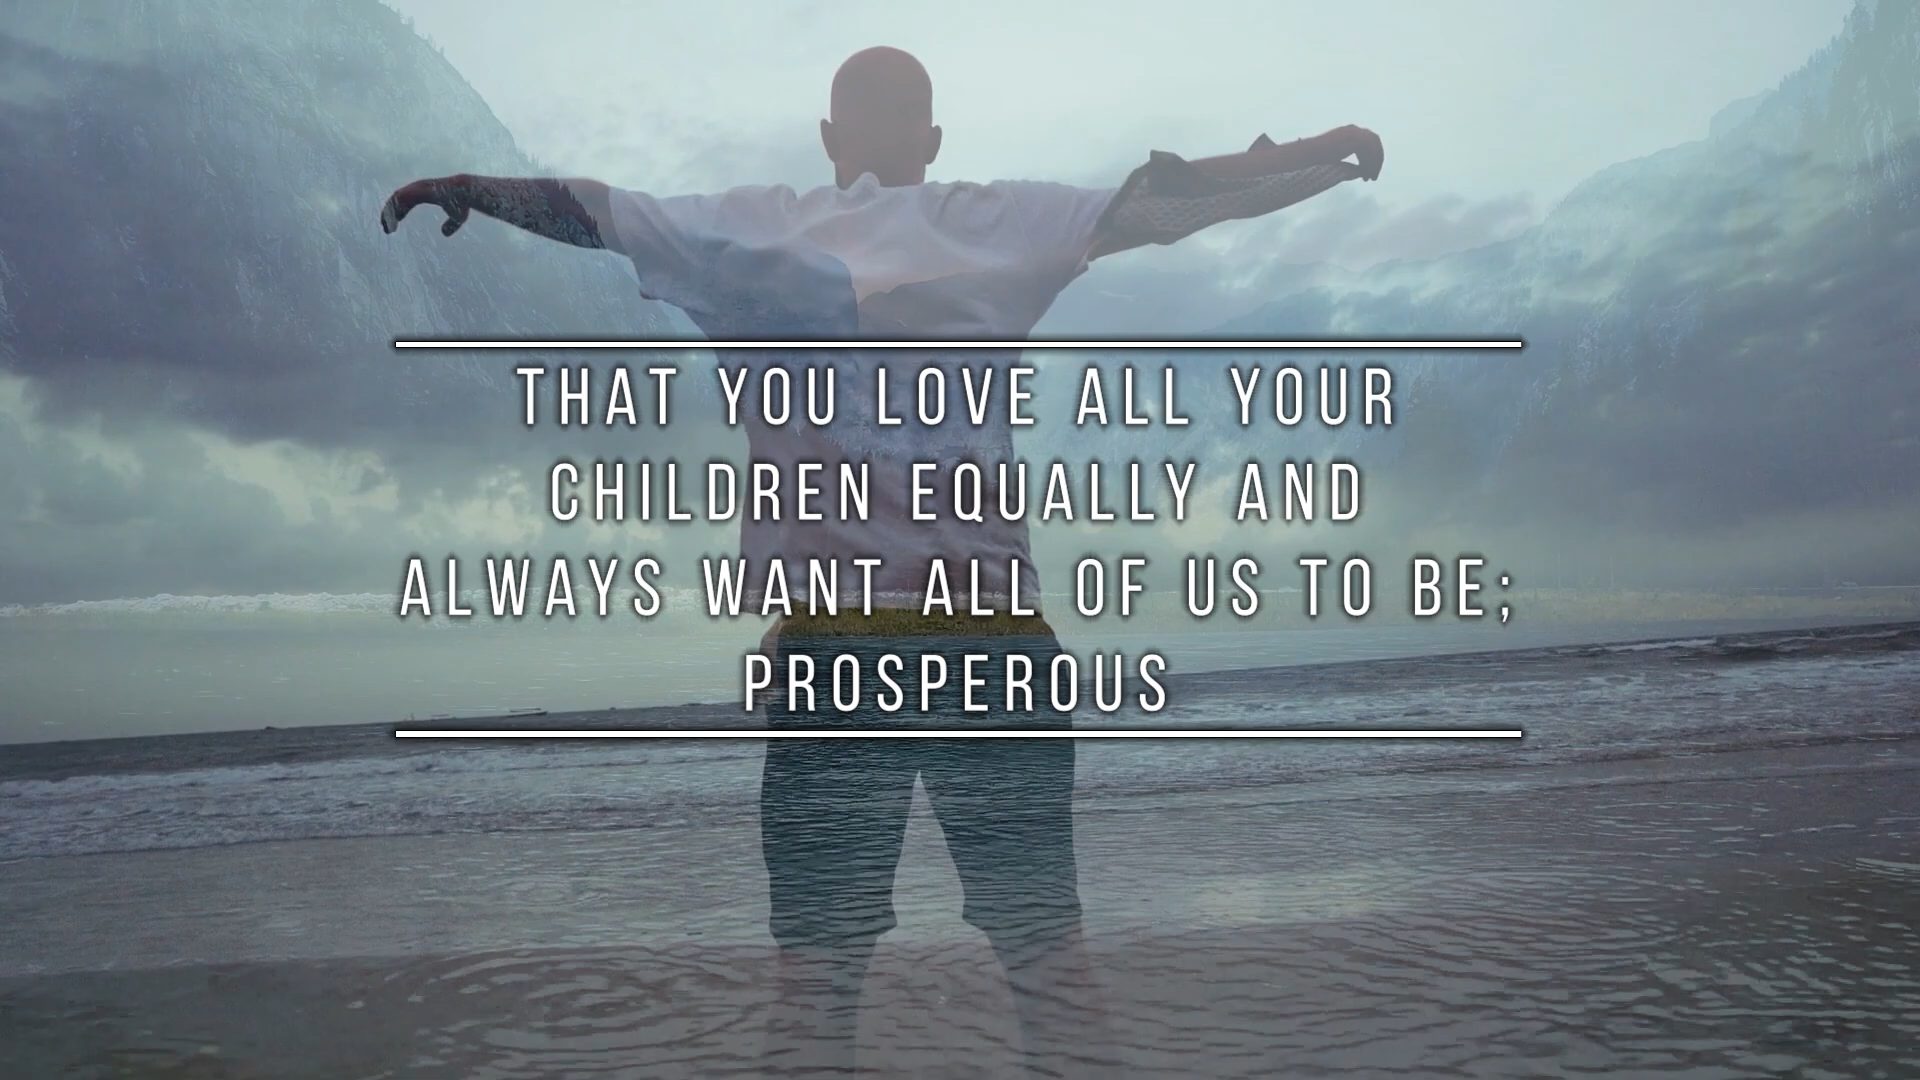 THAT YOU LOVE ALL YOUR
CHILDREN EQUALLY AND
ALWAYS WANT ALL OF US TO BE;
PROSPEROUS